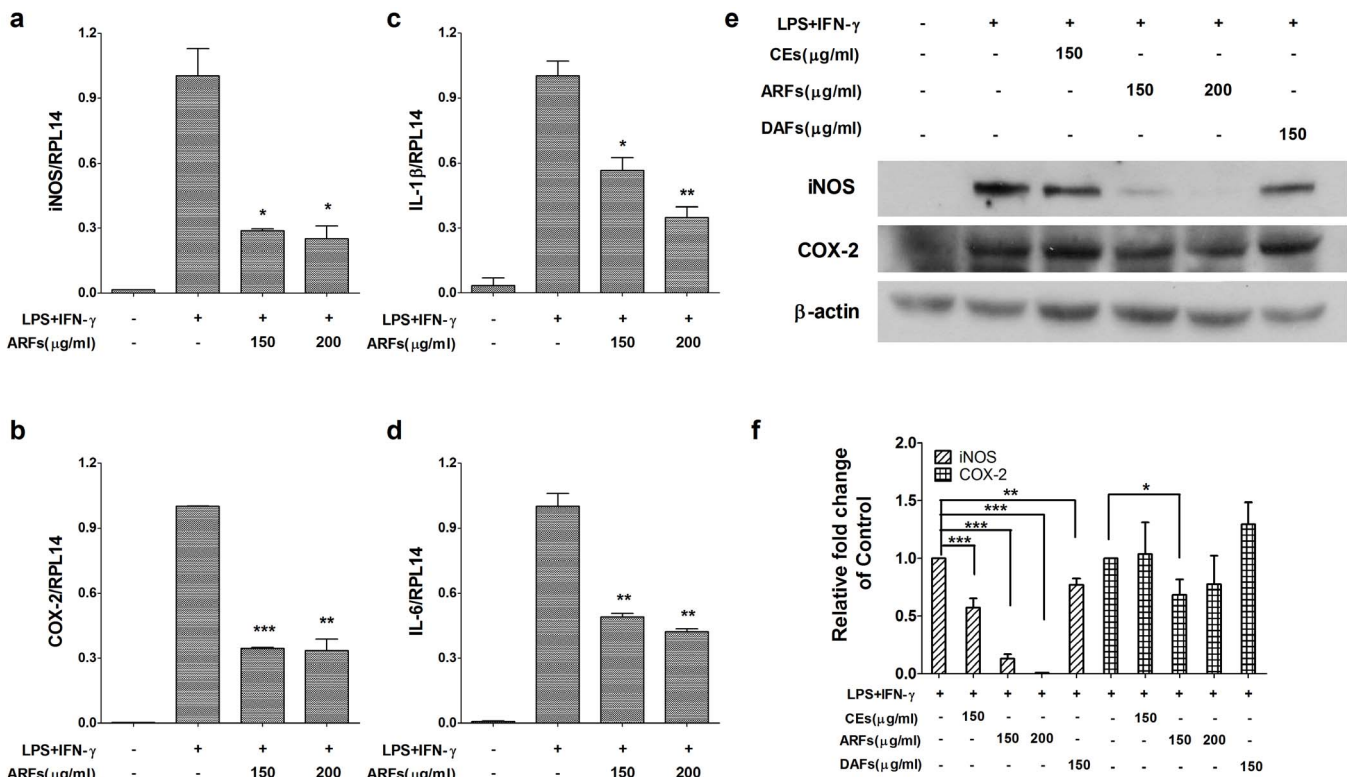 a
iNOS/RPL14
1.2
0.9
0.6
0.3
0.0
* *
LPS+IFN-γ - + + +
ARFs(μg/ml) - - 150 200
c
IL-1β/RPL14
1.2
0.9
0.6
0.3
0.0
* **
LPS+IFN-γ - + + +
ARFs(μg/ml) - - 150 200
e
LPS+IFN-γ - + + + + +
CEs(μg/ml) - - 150 - - -
ARFs(μg/ml) - - - 150 200 -
DAFs(μg/ml) - - - - - 150
iNOS
COX-2
β-actin
b
COX-2/RPL14
1.2
0.9
0.6
0.3
0.0
*** **
LPS+IFN-γ - + + +
ARFs(μg/ml) - - 150 200
d
IL-6/RPL14
1.2
0.9
0.6
0.3
0.0
** **
LPS+IFN-γ - + + +
ARFs(μg/ml) - - 150 200
f
Relative fold change
of Control
2.0
1.5
1.0
0.5
0.0
iNOS
COX-2
**
***
***
***
*
LPS+IFN-γ + + + + + + + + + +
CEs(μg/ml) - 150 - - - - 150 - - -
ARFs(μg/ml) - - 150 200 - - - 150 200 -
DAFs(μg/ml) - - - - 150 - - - - 150